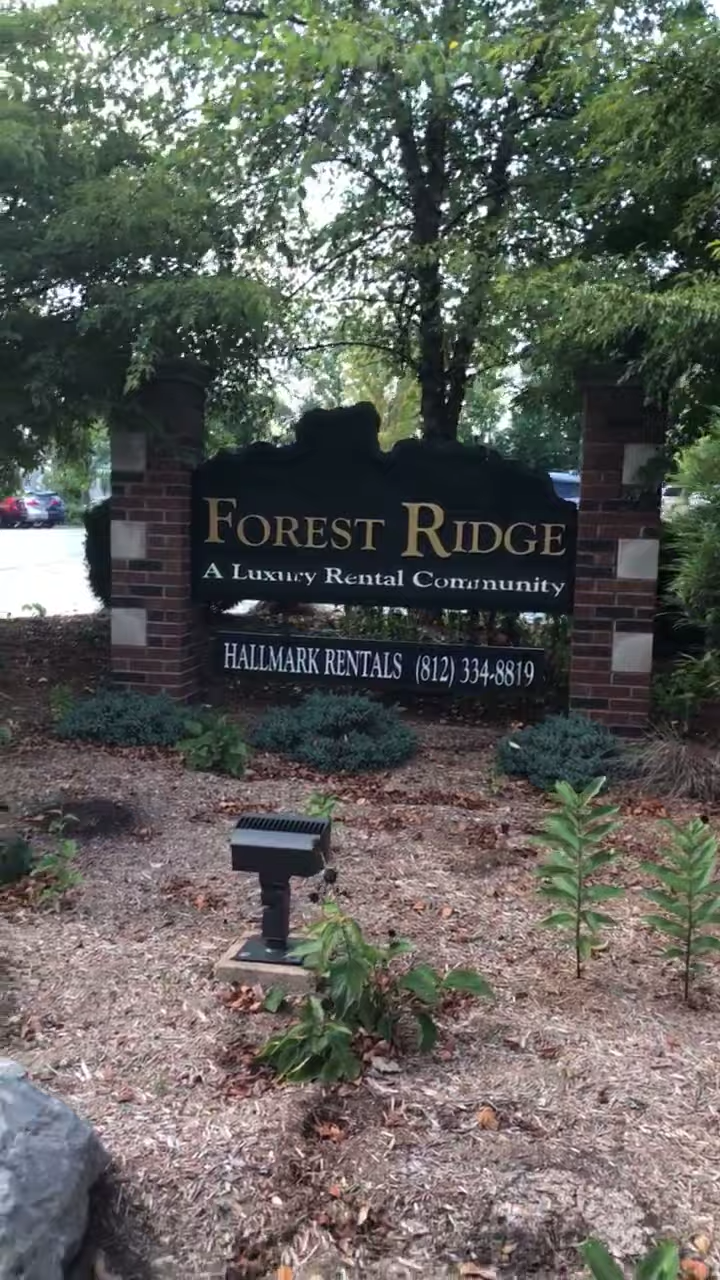 FOREST RIDGE
A LUXURY RENTAL COMMUNITY
HALLMARK RENTALS (812) 334-8819